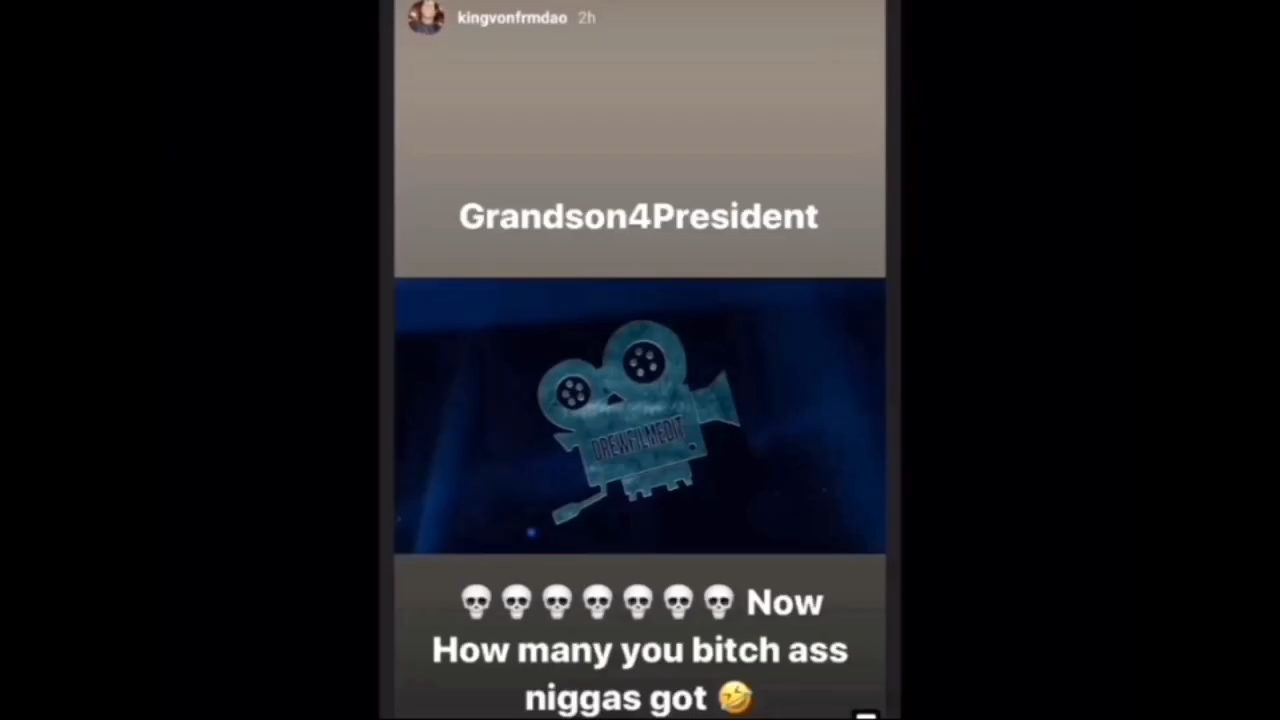 kingvonfrmdao 2h
Grandson4President
DREWFILMEDIT
💀💀💀💀💀💀💀 Now
How many you bitch ass
niggas got 🤣